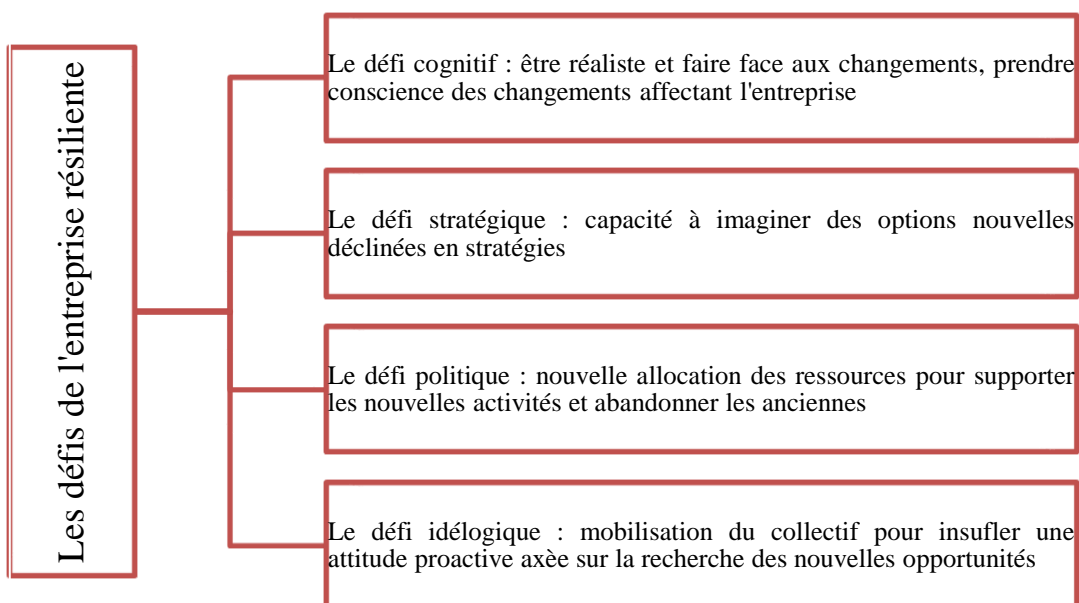 Les défis de l'entreprise résiliente
Le défi cognitif : être réaliste et faire face aux changements, prendre
conscience des changements affectant l'entreprise
Le défi stratégique : capacité à imaginer des options nouvelles
déclinées en stratégies
Le défi politique : nouvelle allocation des ressources pour supporter
les nouvelles activités et abandonner les anciennes
Le défi idélogique : mobilisation du collectif pour insufler une
attitude proactive axèe sur la recherche des nouvelles opportunités